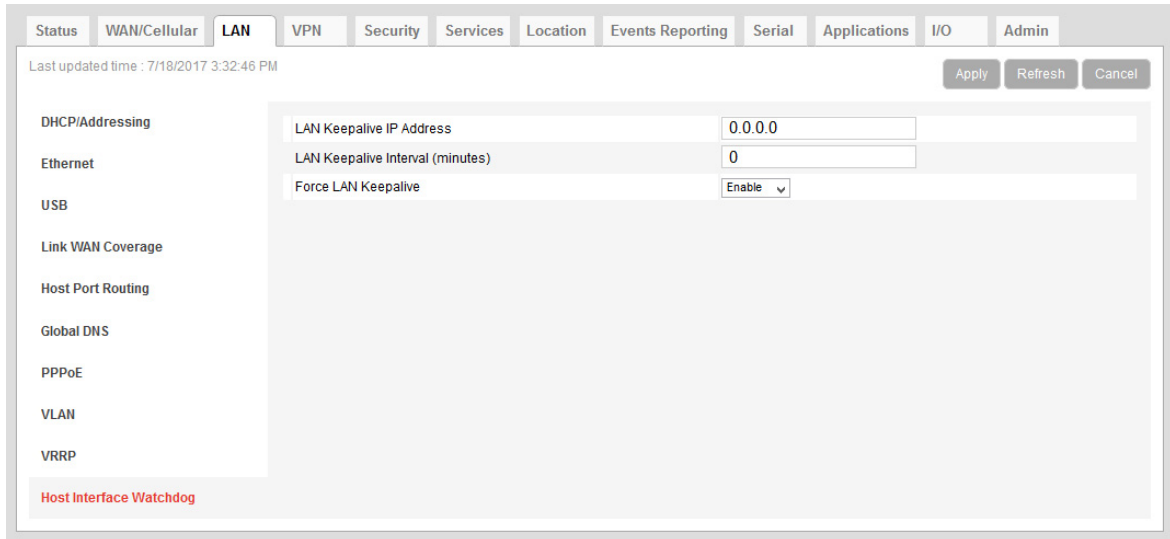 Status WAN/Cellular LAN VPN Security Services Location Events Reporting Serial Applications I/O Admin
Last updated time : 7/18/2017 3:32:46 PM
Apply Refresh Cancel
DHCP/Addressing
Ethernet
USB
Link WAN Coverage
Host Port Routing
Global DNS
PPPoE
VLAN
VRRP
Host Interface Watchdog
LAN Keepalive IP Address 0.0.0.0
LAN Keepalive Interval (minutes) 0
Force LAN Keepalive Enable